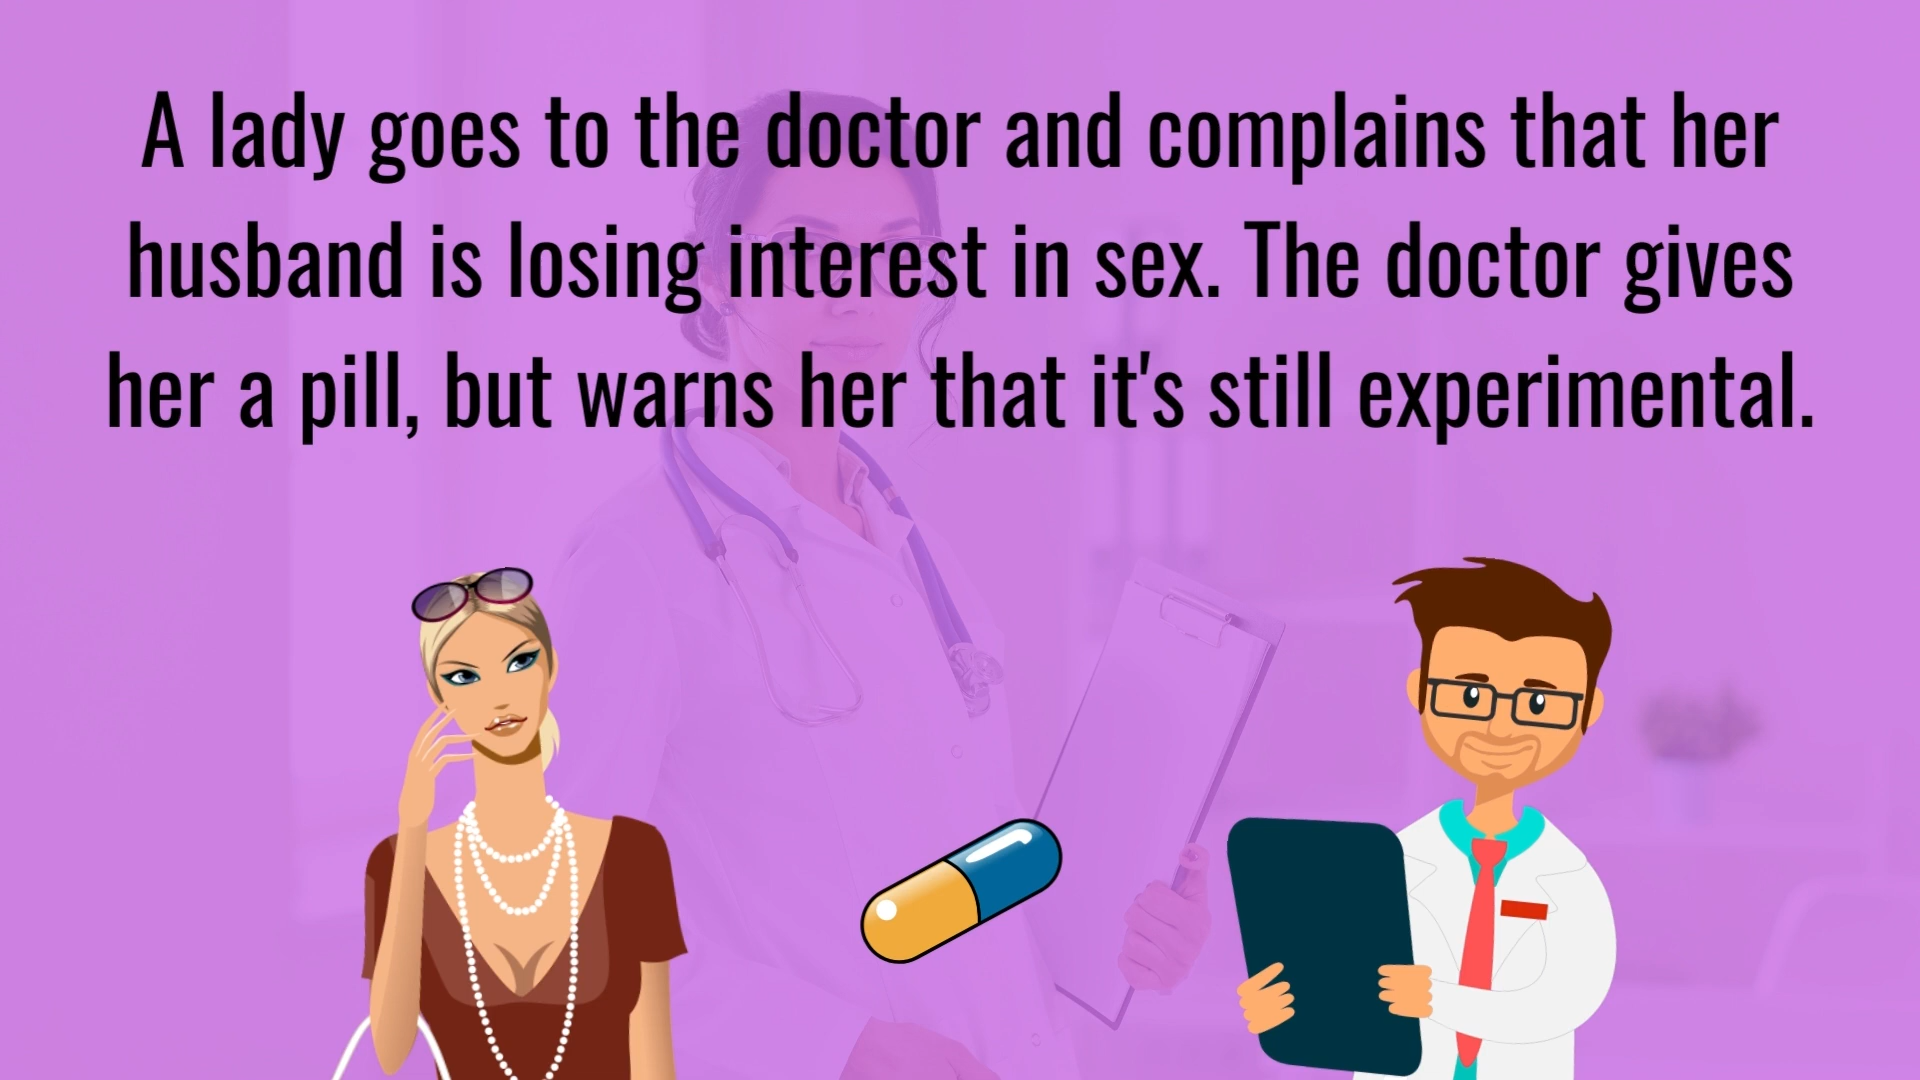 A lady goes to the doctor and complains that her
husband is losing interest in sex. The doctor gives
her a pill, but warns her that it's still experimental.